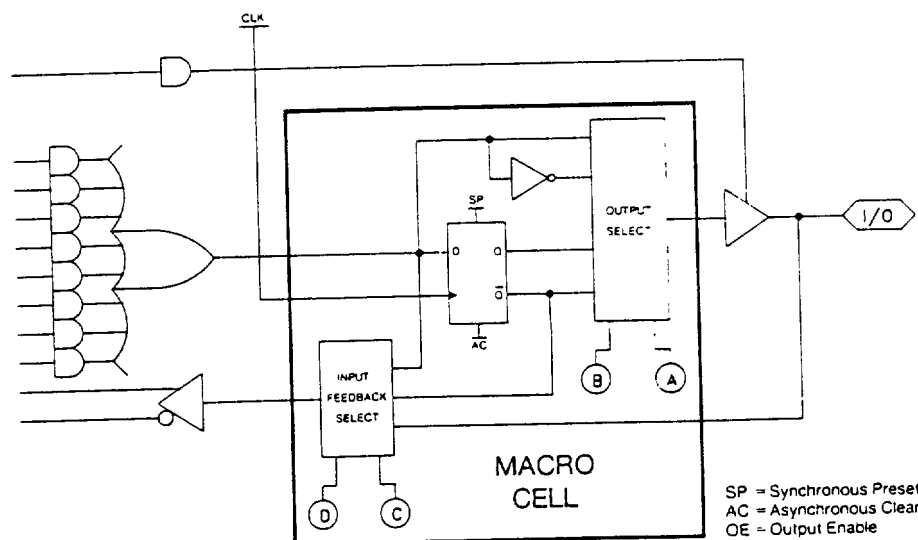 CLK
SP
I/O
OUTPUT
SELECT
D
Q
Q
AC
INPUT
FEEDBACK
SELECT
B
A
MACRO
CELL
D
C
SP = Synchronous Preset
AC = Asynchronous Clear
OE = Output Enable